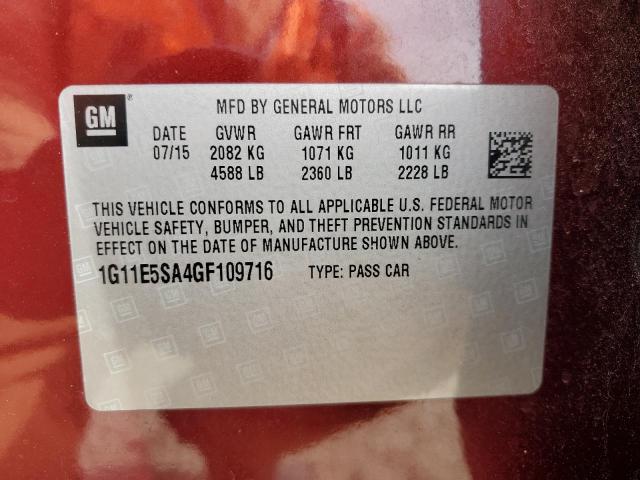 GM
MFD BY GENERAL MOTORS LLC
DATE GVWR GAWR FRT GAWR RR
07/15 2082 KG 1071 KG 1011 KG
4588 LB 2360 LB 2228 LB
THIS VEHICLE CONFORMS TO ALL APPLICABLE U.S. FEDERAL MOTOR
VEHICLE SAFETY, BUMPER, AND THEFT PREVENTION STANDARDS IN
EFFECT ON THE DATE OF MANUFACTURE SHOWN ABOVE.
1G11E5SA4GF109716 TYPE: PASS CAR